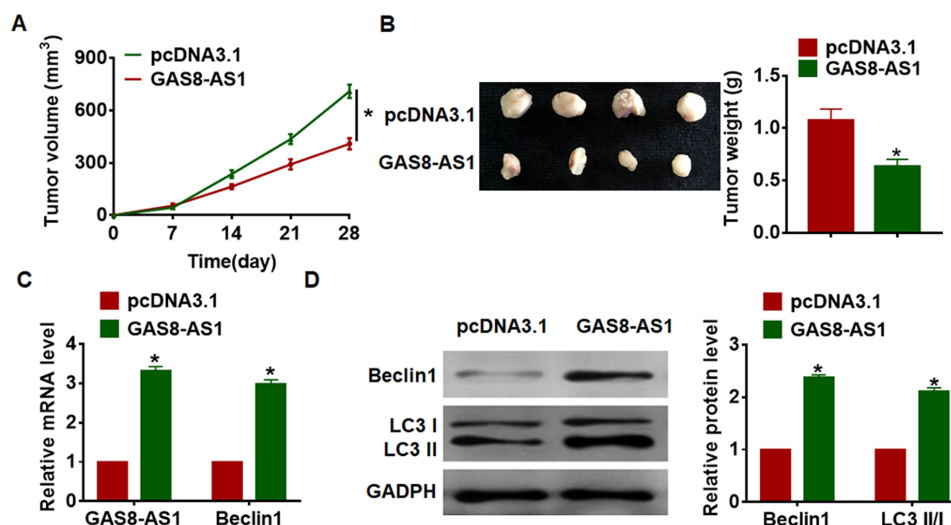 A
Tumor volume (mm³)
900
600
300
0
pcDNA3.1
GAS8-AS1
*
0 7 14 21 28
Time(day)
B
pcDNA3.1
GAS8-AS1
pcDNA3.1
GAS8-AS1
Tumor weight (g)
1.5
1.0
0.5
0.0
*
C
pcDNA3.1
GAS8-AS1
Relative mRNA level
4
3
2
1
0
* *
GAS8-AS1 Beclin1
D
pcDNA3.1 GAS8-AS1
Beclin1
LC3 I
LC3 II
GADPH
pcDNA3.1
GAS8-AS1
Relative protein level
3
2
1
0
* *
Beclin1 LC3 II/I